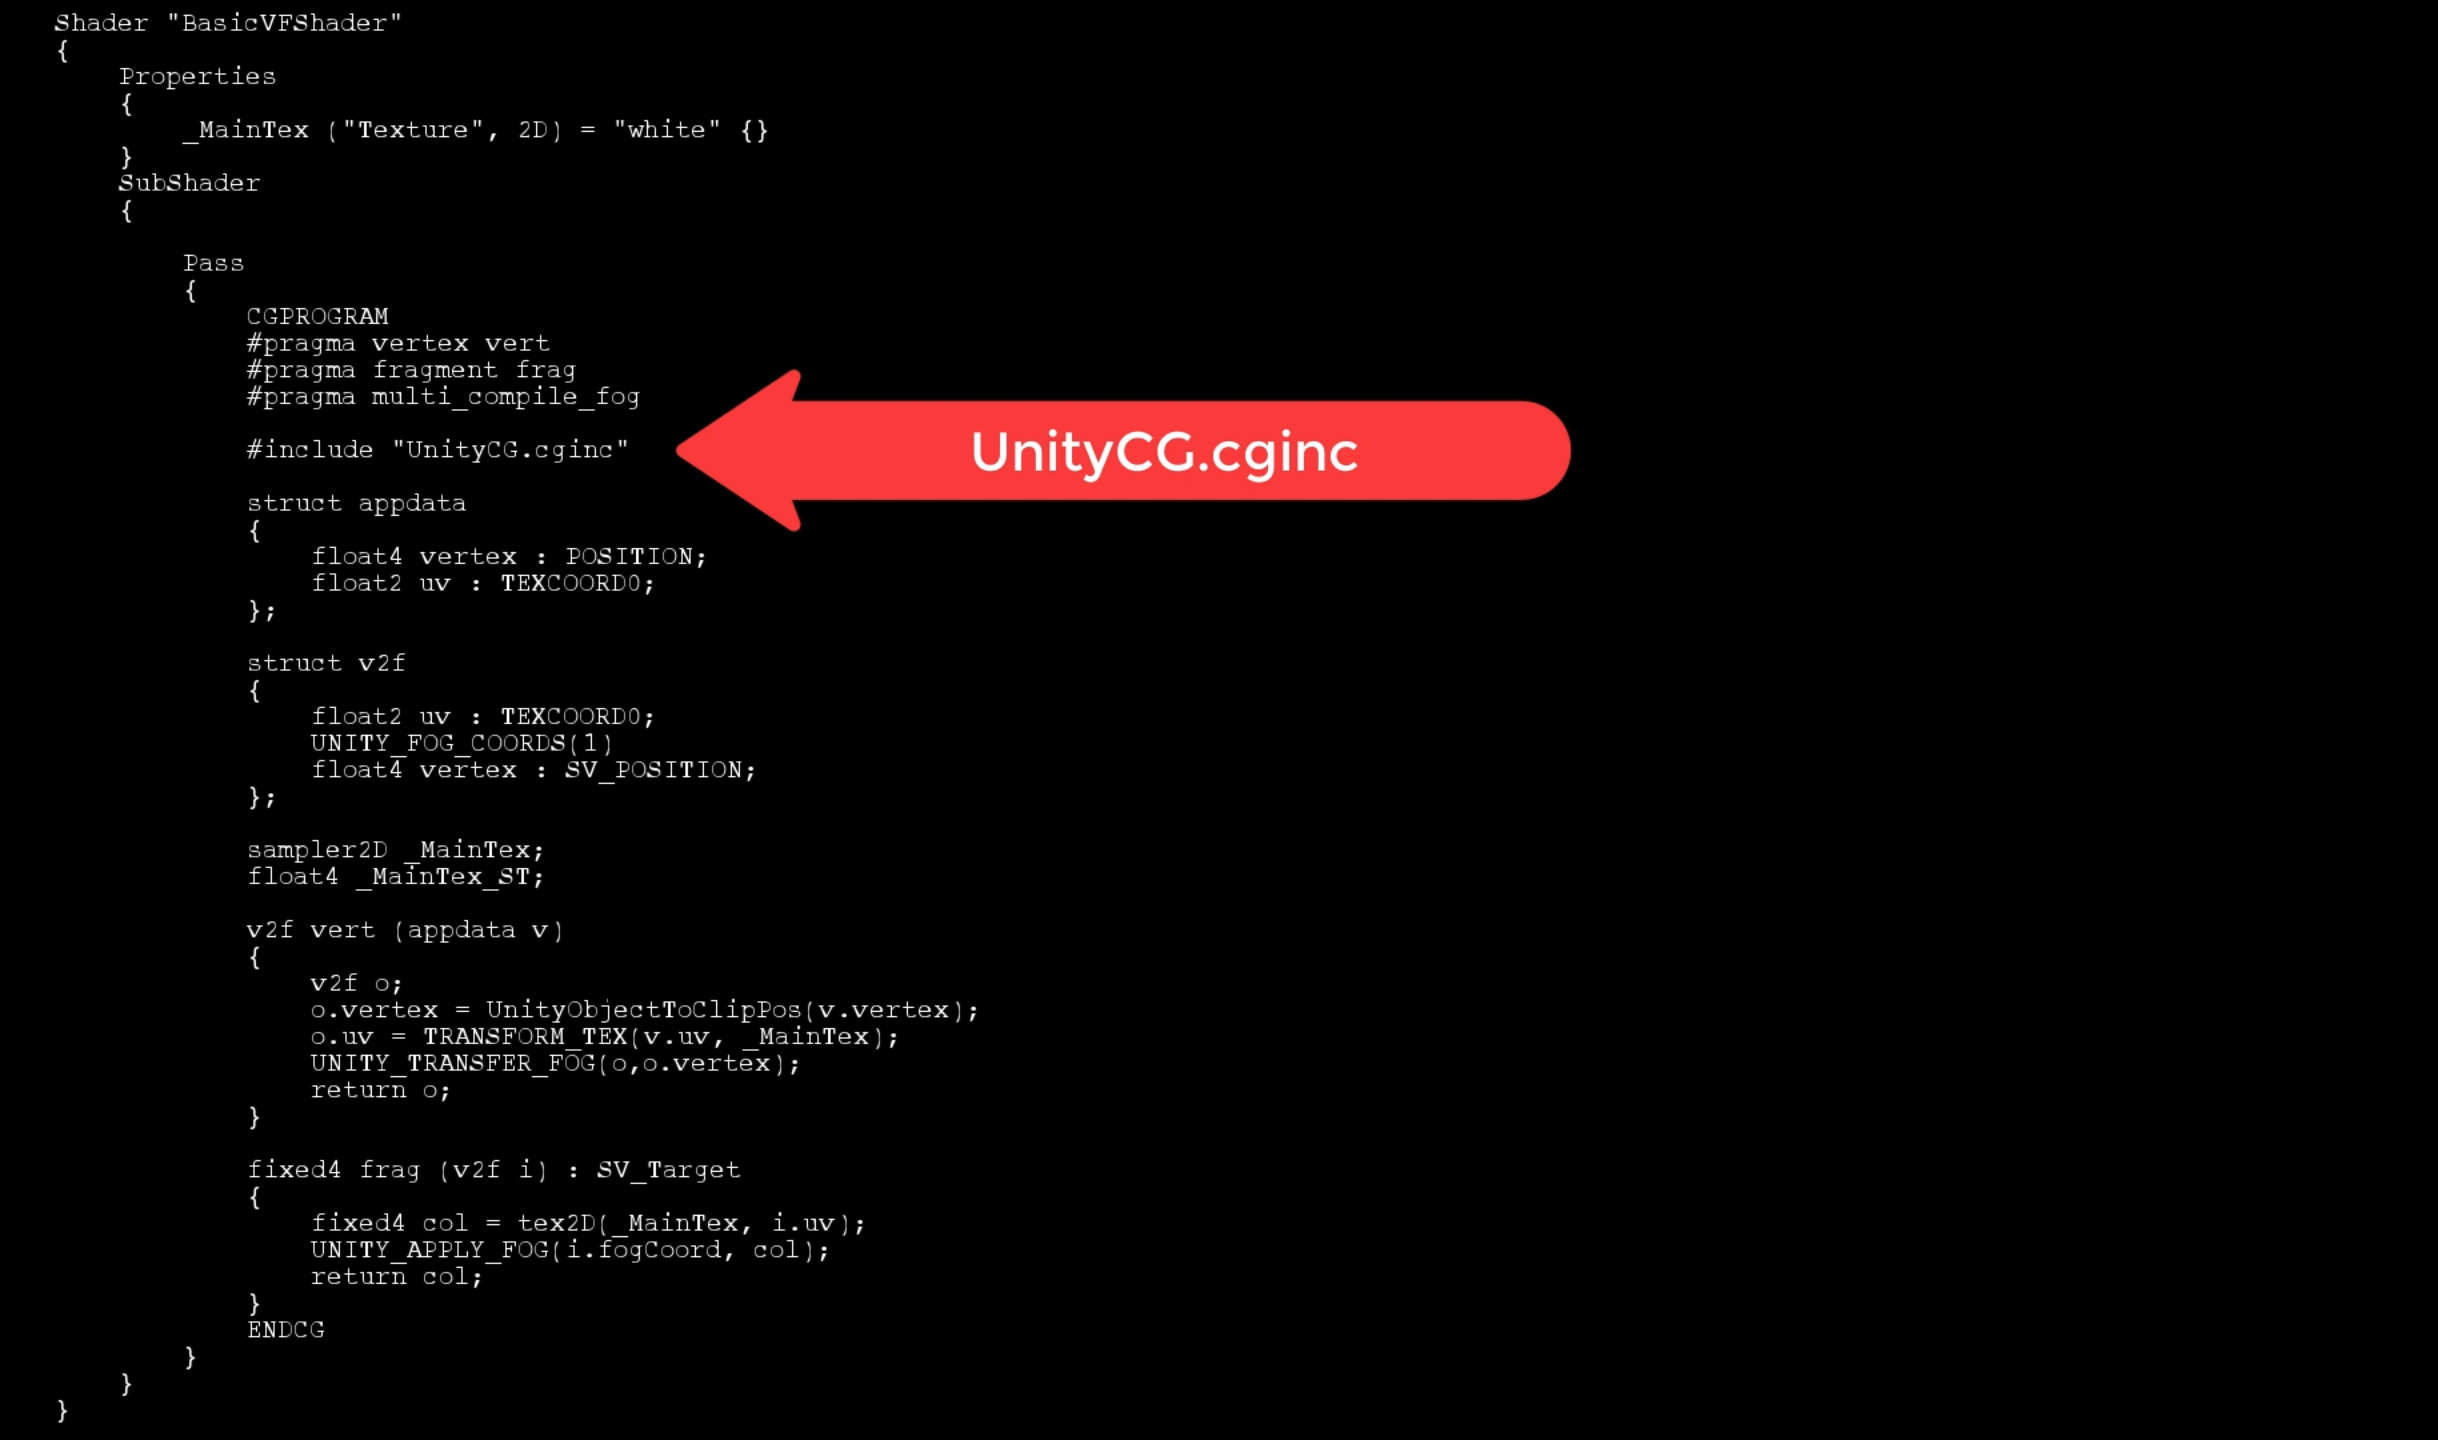 Shader "BasicVFShader"
{
Properties
{
_MainTex ("Texture", 2D) = "white" {}
}
SubShader
{
Pass
{
CGPROGRAM
#pragma vertex vert
#pragma fragment frag
#pragma multi_compile_fog
#include "UnityCG.cginc"
UnityCG.cginc
struct appdata
{
float4 vertex : POSITION;
float2 uv : TEXCOORD0;
};
struct v2f
{
float2 uv : TEXCOORD0;
UNITY_FOG_COORDS(1)
float4 vertex : SV_POSITION;
};
sampler2D _MainTex;
float4 _MainTex_ST;
v2f vert (appdata v)
{
v2f o;
o.vertex = UnityObjectToClipPos(v.vertex);
o.uv = TRANSFORM_TEX(v.uv, _MainTex);
UNITY_TRANSFER_FOG(o,o.vertex);
return o;
}
fixed4 frag (v2f i) : SV_Target
{
fixed4 col = tex2D(_MainTex, i.uv);
UNITY_APPLY_FOG(i.fogCoord, col);
return col;
}
ENDCG
}
}
}